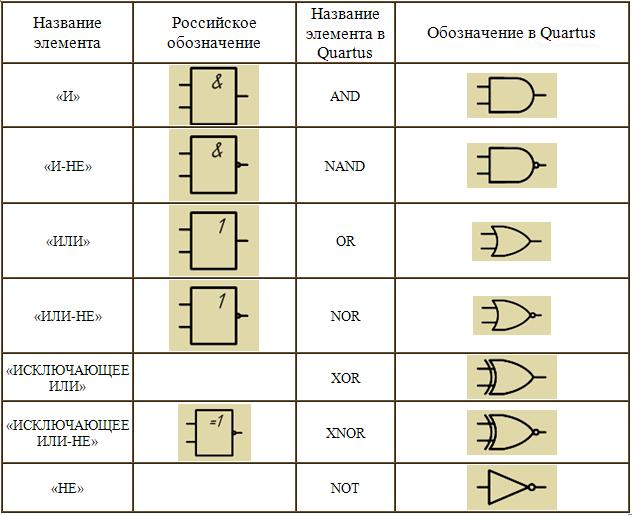 Название элемента
Российское обозначение
Название элемента в Quartus
Обозначение в Quartus
«И»
&
AND
«И-НЕ»
&
NAND
«ИЛИ»
1
OR
«ИЛИ-НЕ»
1
NOR
«ИСКЛЮЧАЮЩЕЕ
ИЛИ»
XOR
«ИСКЛЮЧАЮЩЕЕ
ИЛИ-НЕ»
=1
XNOR
«НЕ»
NOT